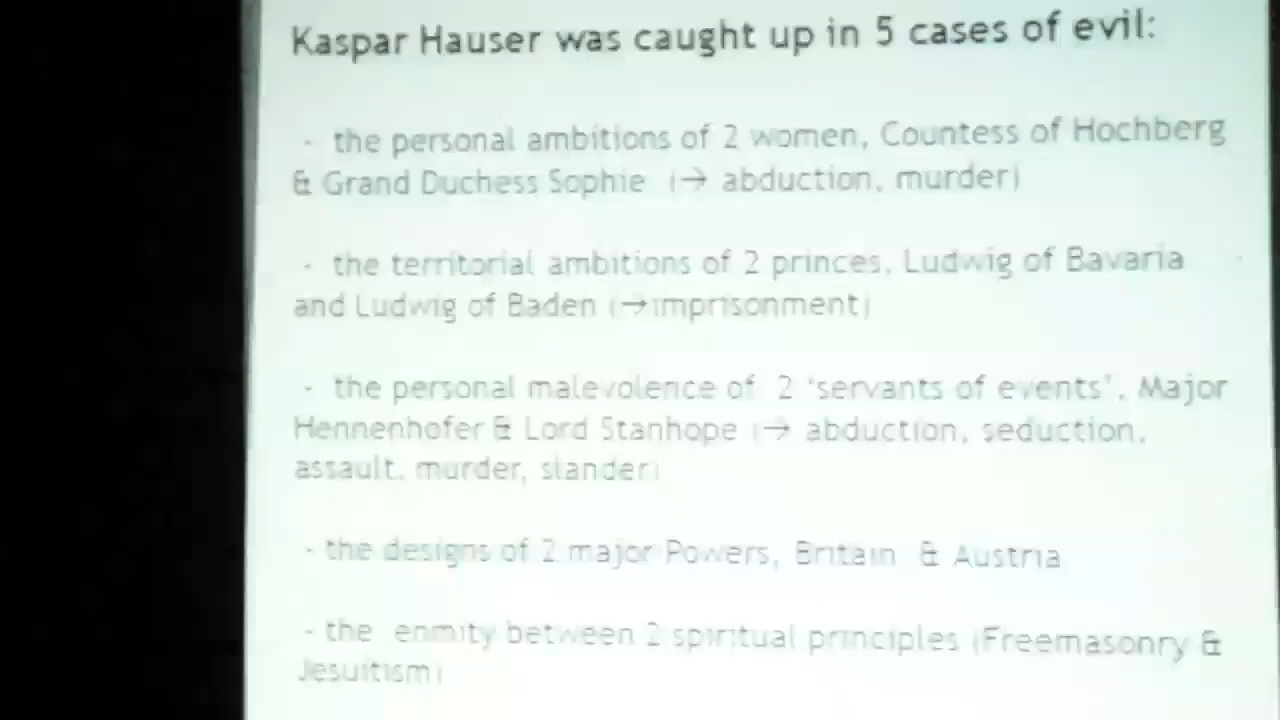 Kaspar Hauser was caught up in 5 cases of evil:
- the personal ambitions of 2 women, Countess of Hochberg
& Grand Duchess Sophie (→ abduction, murder)
- the territorial ambitions of 2 princes, Ludwig of Bavaria
and Ludwig of Baden (→imprisonment)
- the personal malevolence of 2 'servants of events', Major
Hennenhofer & Lord Stanhope (→ abduction, seduction,
assault, murder, slander)
- the designs of 2 major Powers, Britain & Austria
- the enmity between 2 spiritual principles (Freemasonry &
Jesuitism)